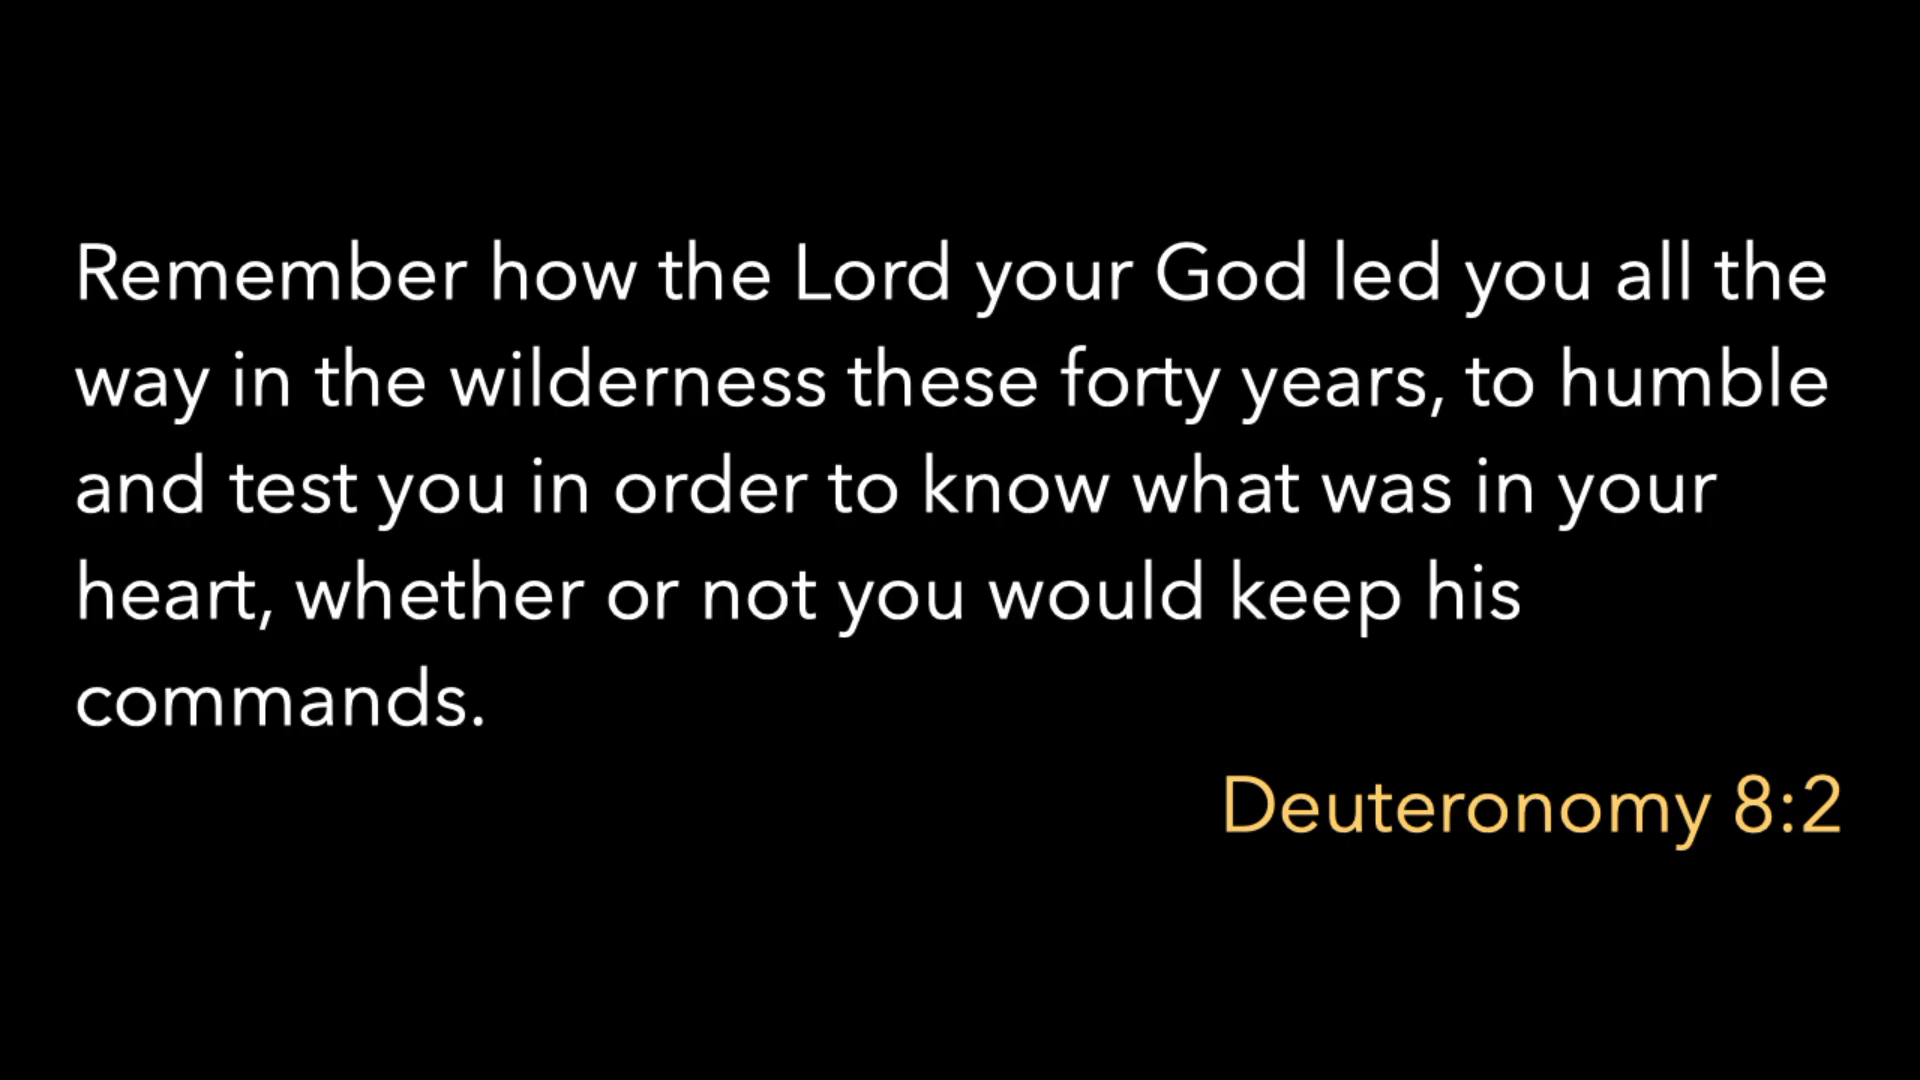 Remember how the Lord your God led you all the
way in the wilderness these forty years, to humble
and test you in order to know what was in your
heart, whether or not you would keep his
commands.
Deuteronomy 8:2